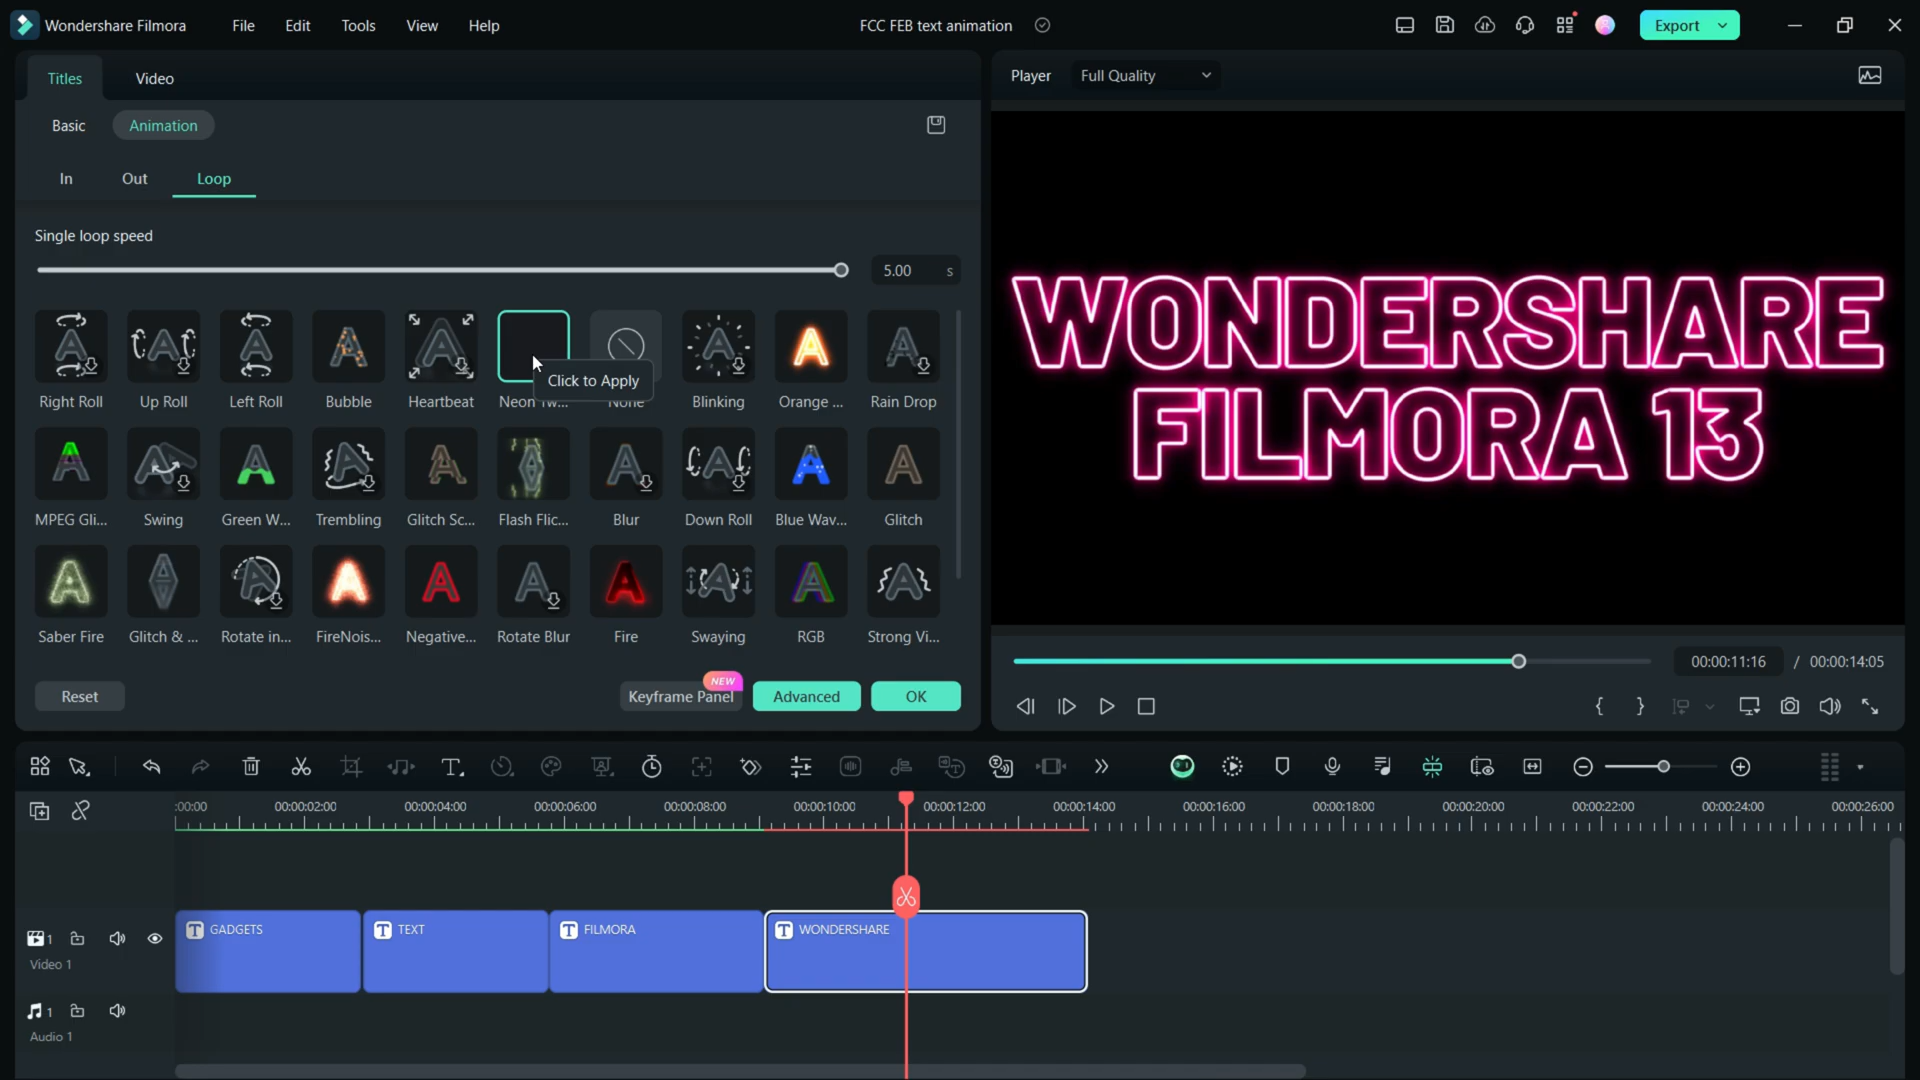 Wondershare Filmora
File
Edit
Tools
View
Help
FCC FEB text animation
Export
Titles
Video
Player
Full Quality
Basic
Animation
In
Out
Loop
Single loop speed
5.00 s
Click to Apply
Right Roll
Up Roll
Left Roll
Bubble
Heartbeat
Neon Tw...
None
Blinking
Orange ...
Rain Drop
MPEG Gli...
Swing
Green W...
Trembling
Glitch Sc...
Flash Flic...
Blur
Down Roll
Blue Wav...
Glitch
Saber Fire
Glitch & ...
Rotate in...
FireNois...
Negative...
Rotate Blur
Fire
Swaying
RGB
Strong Vi...
Reset
NEW
Keyframe Panel
Advanced
OK
WONDERSHARE
FILMORA 13
00:00:11:16 / 00:00:14:05
:00:00
00:00:02:00
00:00:04:00
00:00:06:00
00:00:08:00
00:00:10:00
00:00:12:00
00:00:14:00
00:00:16:00
00:00:18:00
00:00:20:00
00:00:22:00
00:00:24:00
00:00:26:00
T GADGETS
T TEXT
T FILMORA
T WONDERSHARE
1
Video 1
1
Audio 1